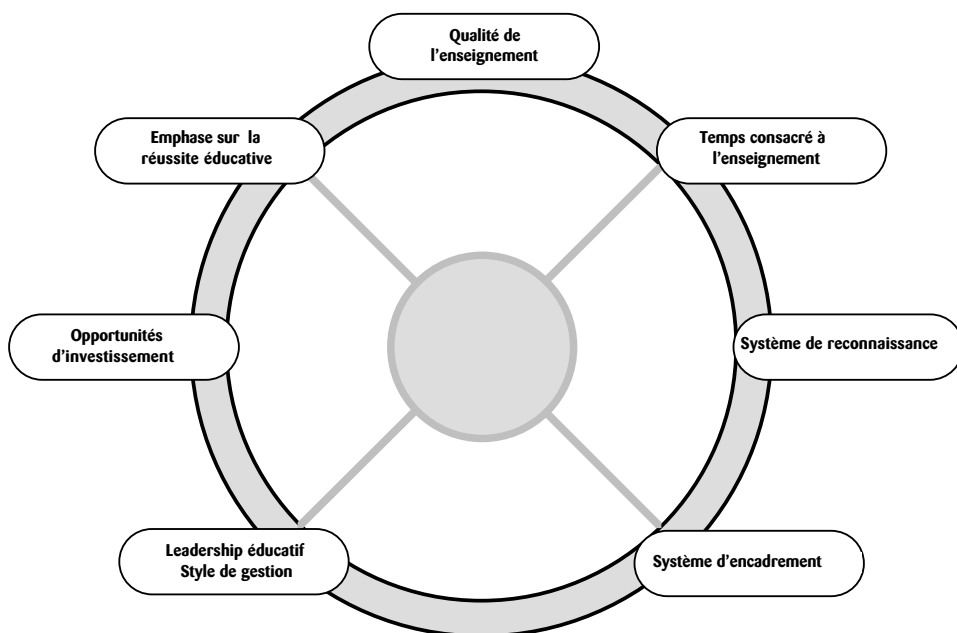 Qualité de
l'enseignement
Emphase sur la
réussite éducative
Temps consacré à
l'enseignement
Opportunités
d'investissement
Système de reconnaissance
Leadership éducatif
Style de gestion
Système d'encadrement